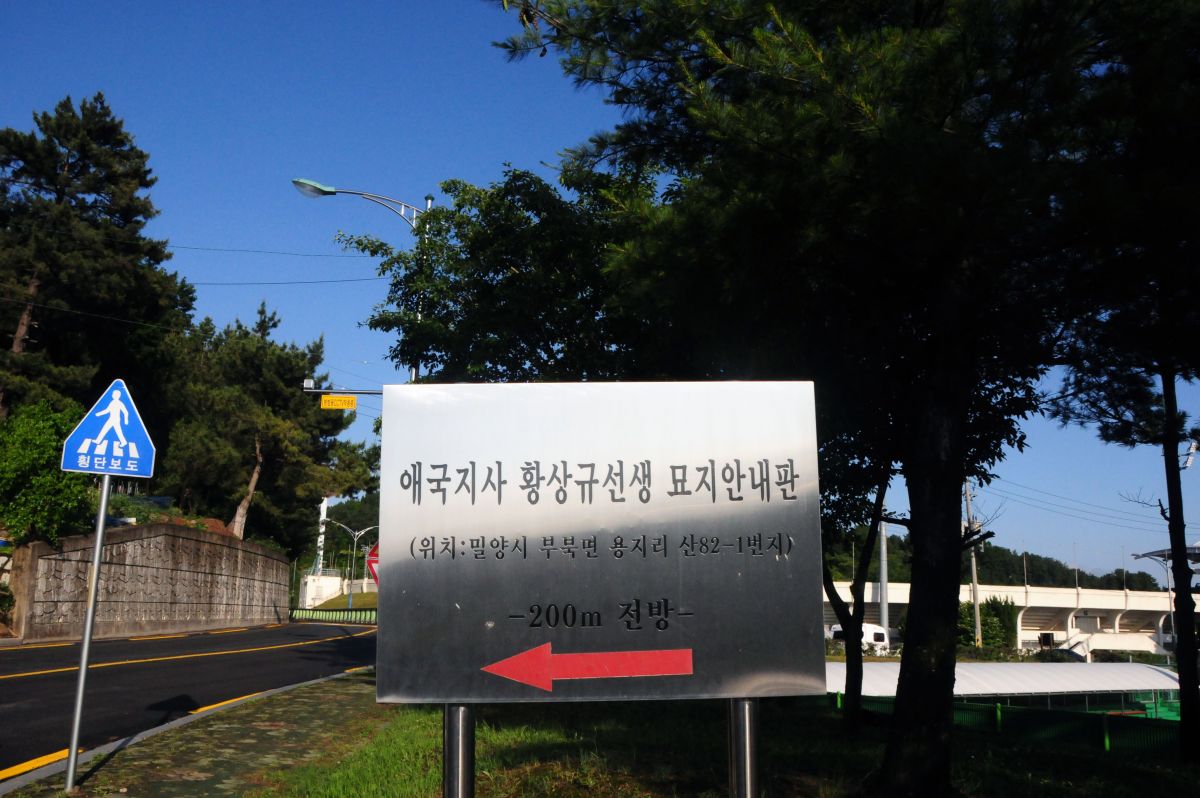 애국지사 황상규선생 묘지안내판
(위치:밀양시 부북면 용지리 산82-1번지)
-200m 전방-
횡단보도